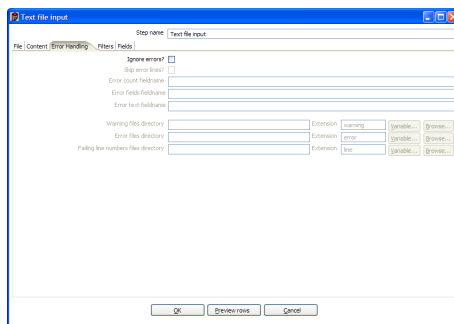 Text file input
Step name Text file input
File Content Error Handling Filters Fields
Ignore errors?
Skip error lines?
Error count fieldname
Error fields fieldname
Error text fieldname
Warning files directory Extension warning Variable... Browse...
Error files directory Extension error Variable... Browse...
Failing line numbers files directory Extension line Variable... Browse...
OK Preview rows Cancel